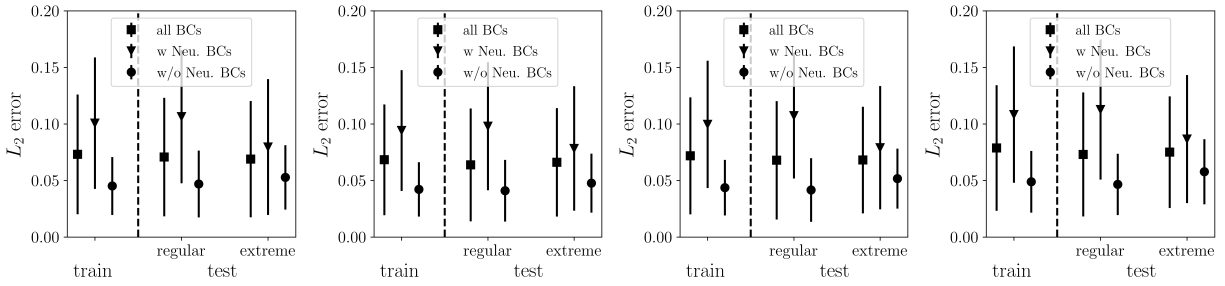 0.20
0.15
0.10
0.05
0.00
L2 error
all BCs
w Neu. BCs
w/o Neu. BCs
regular
extreme
train
test
0.20
0.15
0.10
0.05
0.00
L2 error
all BCs
w Neu. BCs
w/o Neu. BCs
regular
extreme
train
test
0.20
0.15
0.10
0.05
0.00
L2 error
all BCs
w Neu. BCs
w/o Neu. BCs
regular
extreme
train
test
0.20
0.15
0.10
0.05
0.00
L2 error
all BCs
w Neu. BCs
w/o Neu. BCs
regular
extreme
train
test